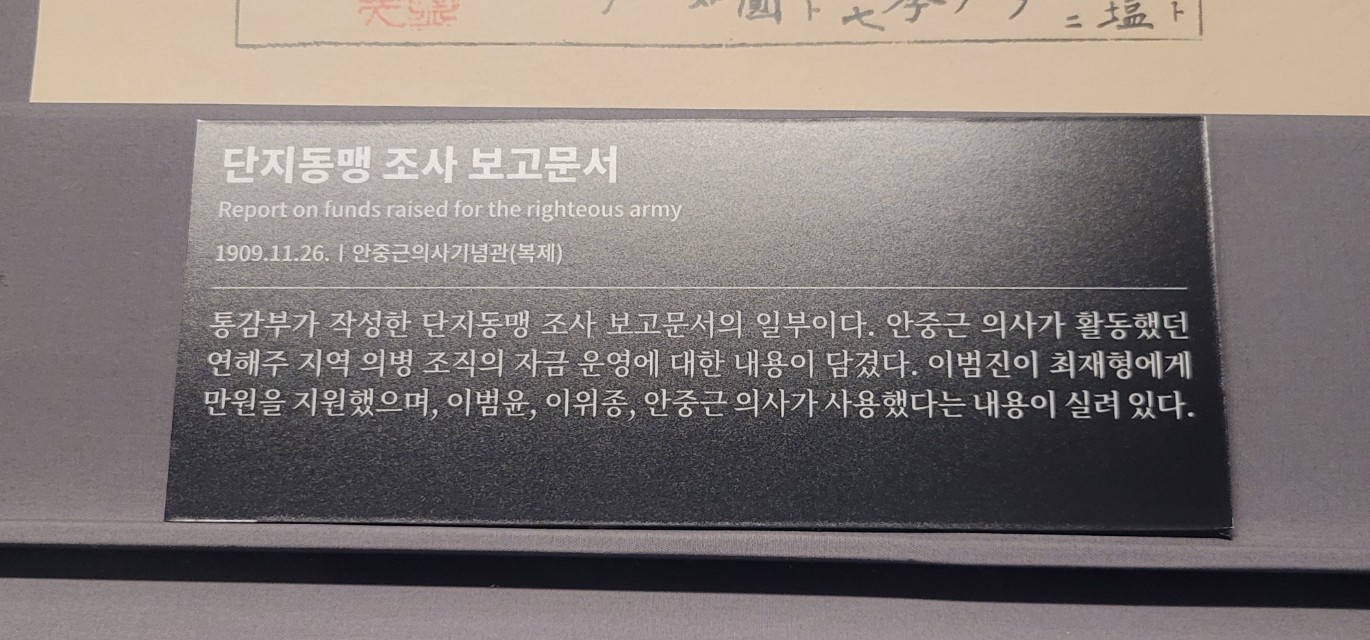 圓ト七
ニ塩ト
단지동맹 조사 보고문서
Report on funds raised for the righteous army
1909.11.26. | 안중근의사기념관(복제)
통감부가 작성한 단지동맹 조사 보고문서의 일부이다. 안중근 의사가 활동했던
연해주 지역 의병 조직의 자금 운영에 대한 내용이 담겼다. 이범진이 최재형에게
만원을 지원했으며, 이범윤, 이위종, 안중근 의사가 사용했다는 내용이 실려 있다.